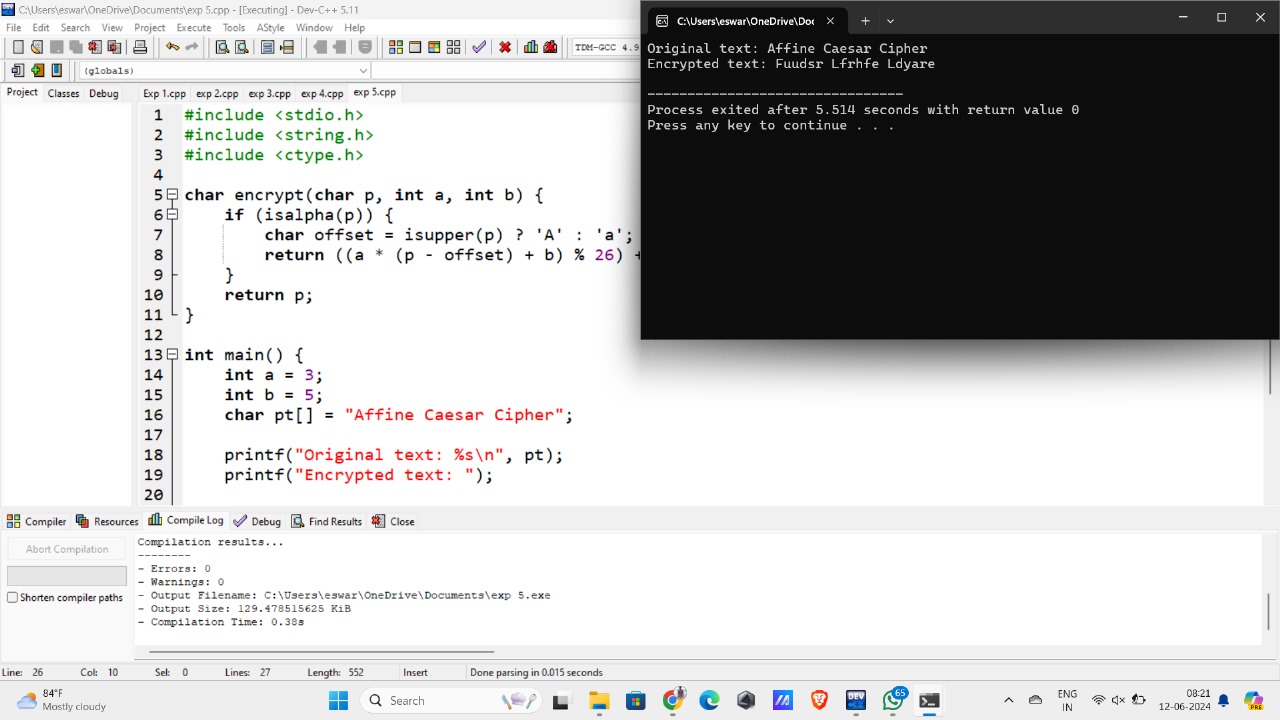 C:\Users\eswar\OneDrive\Documents\exp 5.cpp - [Executing] - Dev-C++ 5.11
File Edit Search View Project Execute Tools AStyle Window Help
TDM-GCC 4.9
(globals)
Project Classes Debug
Exp 1.cpp exp 2.cpp exp 3.cpp exp 4.cpp exp 5.cpp
1 #include <stdio.h>
2 #include <string.h>
3 #include <ctype.h>
4
5 char encrypt(char p, int a, int b) {
6 if (isalpha(p)) {
7 char offset = isupper(p) ? 'A' : 'a';
8 return ((a * (p - offset) + b) % 26) +
9 }
10 return p;
11 }
12
13 int main() {
14 int a = 3;
15 int b = 5;
16 char pt[] = "Affine Caesar Cipher";
17
18 printf("Original text: %s\n", pt);
19 printf("Encrypted text: ");
20
C:\Users\eswar\OneDrive\Doc
Original text: Affine Caesar Cipher
Encrypted text: Fuudsr Lfrhfe Ldyare
--------------------------------
Process exited after 5.514 seconds with return value 0
Press any key to continue . . .
Compiler Resources Compile Log Debug Find Results Close
Abort Compilation
Shorten compiler paths
Compilation results...
--------
- Errors: 0
- Warnings: 0
- Output Filename: C:\Users\eswar\OneDrive\Documents\exp 5.exe
- Output Size: 129.478515625 KiB
- Compilation Time: 0.38s
Line: 26 Col: 10 Sel: 0 Lines: 27 Length: 552 Insert Done parsing in 0.015 seconds
84°F
Mostly cloudy
Search
DEV
65
ENG
IN
08:21
12-06-2024
PRE